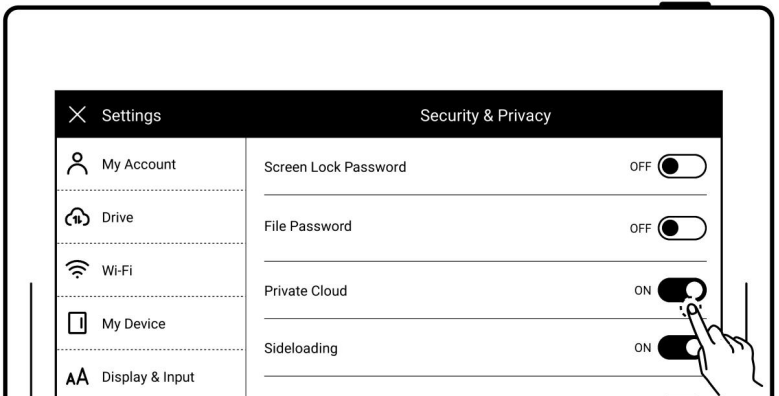 Settings
Security & Privacy
My Account
Screen Lock Password
OFF
Drive
File Password
OFF
Wi-Fi
Private Cloud
ON
My Device
Sideloading
ON
Display & Input